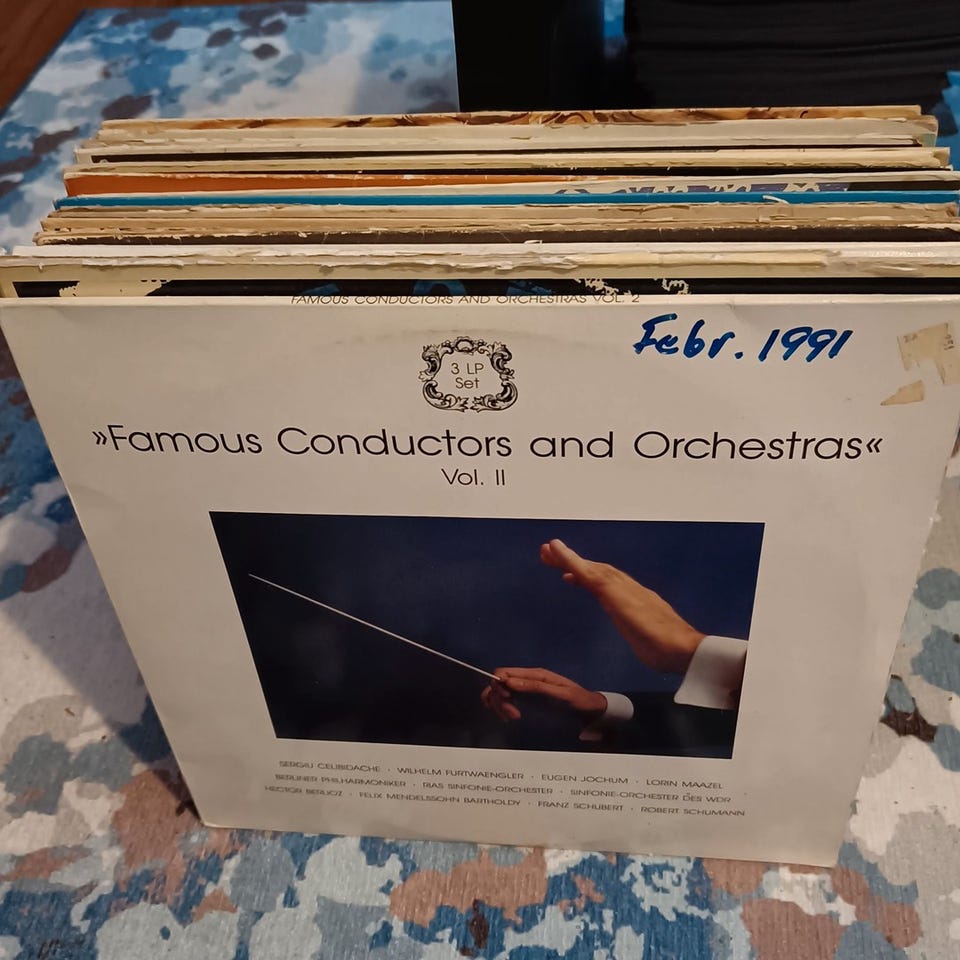 FAMOUS CONDUCTORS AND ORCHESTRAS VOL. 2
Febr. 1991
3 LP
Set
»Famous Conductors and Orchestras«
Vol. II
SERGIU CELIBIDACHE · WILHELM FURTWAENGLER · EUGEN JOCHUM · LORIN MAAZEL
BERLINER PHILHARMONIKER · RIAS SINFONIE-ORCHESTER · SINFONIE-ORCHESTER DES WDR
HECTOR BERLIOZ · FELIX MENDELSSOHN BARTHOLDY · FRANZ SCHUBERT · ROBERT SCHUMANN